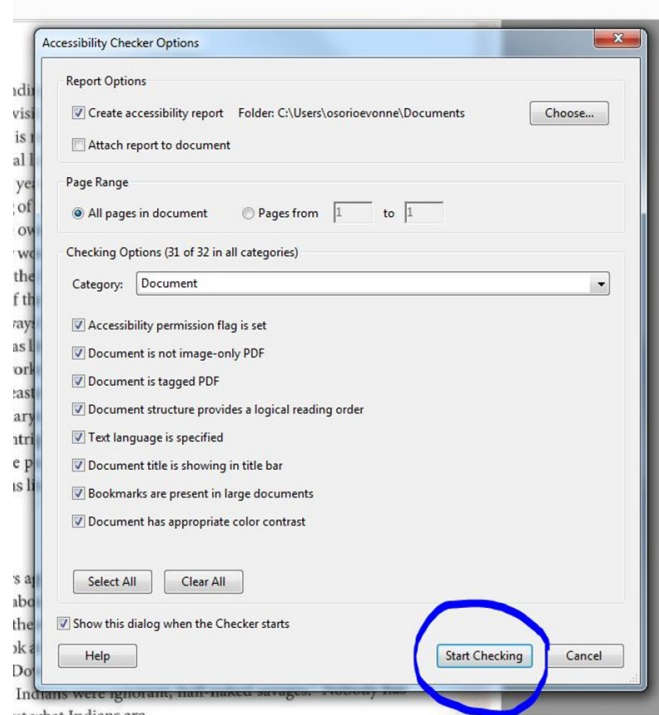 Accessibility Checker Options
Report Options
Create accessibility report Folder: C:\Users\osorioevonne\Documents Choose...
Attach report to document
Page Range
All pages in document Pages from 1 to 1
Checking Options (31 of 32 in all categories)
Category: Document
Accessibility permission flag is set
Document is not image-only PDF
Document is tagged PDF
Document structure provides a logical reading order
Text language is specified
Document title is showing in title bar
Bookmarks are present in large documents
Document has appropriate color contrast
Select All Clear All
Show this dialog when the Checker starts
Help Start Checking Cancel
Indians were ignorant, half-naked savages. Nobody has
what Indians are